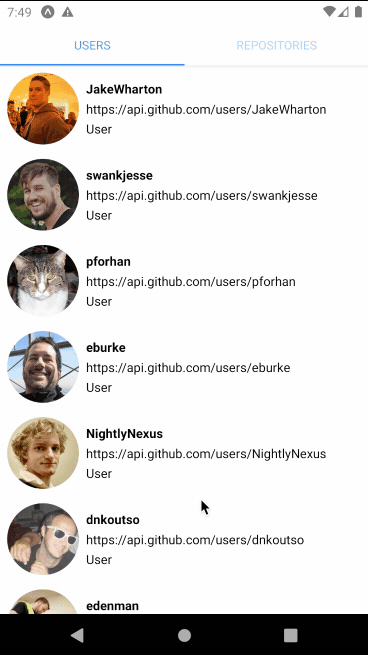 7:49
USERS
REPOSITORIES
JakeWharton
https://api.github.com/users/JakeWharton
User
swankjesse
https://api.github.com/users/swankjesse
User
pforhan
https://api.github.com/users/pforhan
User
eburke
https://api.github.com/users/eburke
User
NightlyNexus
https://api.github.com/users/NightlyNexus
User
dnkoutso
https://api.github.com/users/dnkoutso
User
edenman